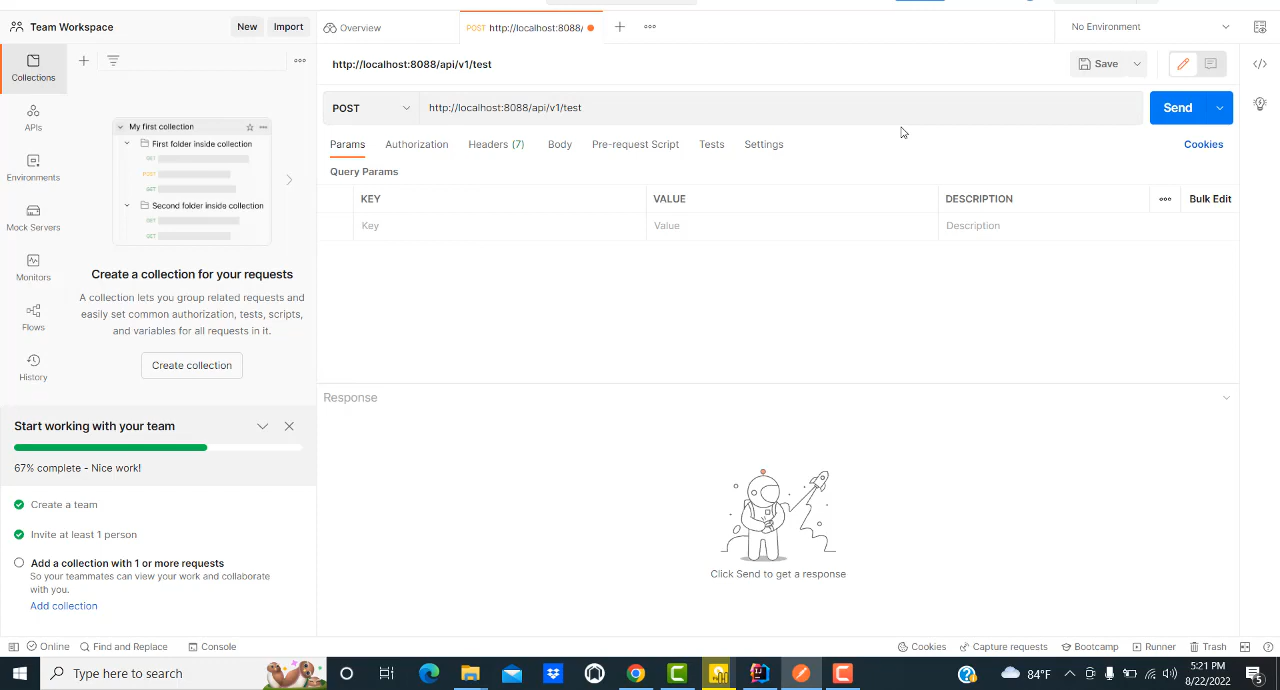 Team Workspace
New
Import
Overview
POST http://localhost:8088/
No Environment
Collections
APIs
Environments
Mock Servers
Monitors
Flows
History
My first collection
First folder inside collection
GET
POST
GET
Second folder inside collection
GET
GET
Create a collection for your requests
A collection lets you group related requests and
easily set common authorization, tests, scripts,
and variables for all requests in it.
Create collection
Start working with your team
67% complete - Nice work!
Create a team
Invite at least 1 person
Add a collection with 1 or more requests
So your teammates can view your work and collaborate
with you.
Add collection
http://localhost:8088/api/v1/test
Save
POST
http://localhost:8088/api/v1/test
Send
Params Authorization Headers (7) Body Pre-request Script Tests Settings
Cookies
Query Params
KEY VALUE DESCRIPTION Bulk Edit
Key Value Description
Response
Click Send to get a response
Online Find and Replace Console
Cookies Capture requests Bootcamp Runner Trash
Type here to search
84°F
5:21 PM
8/22/2022